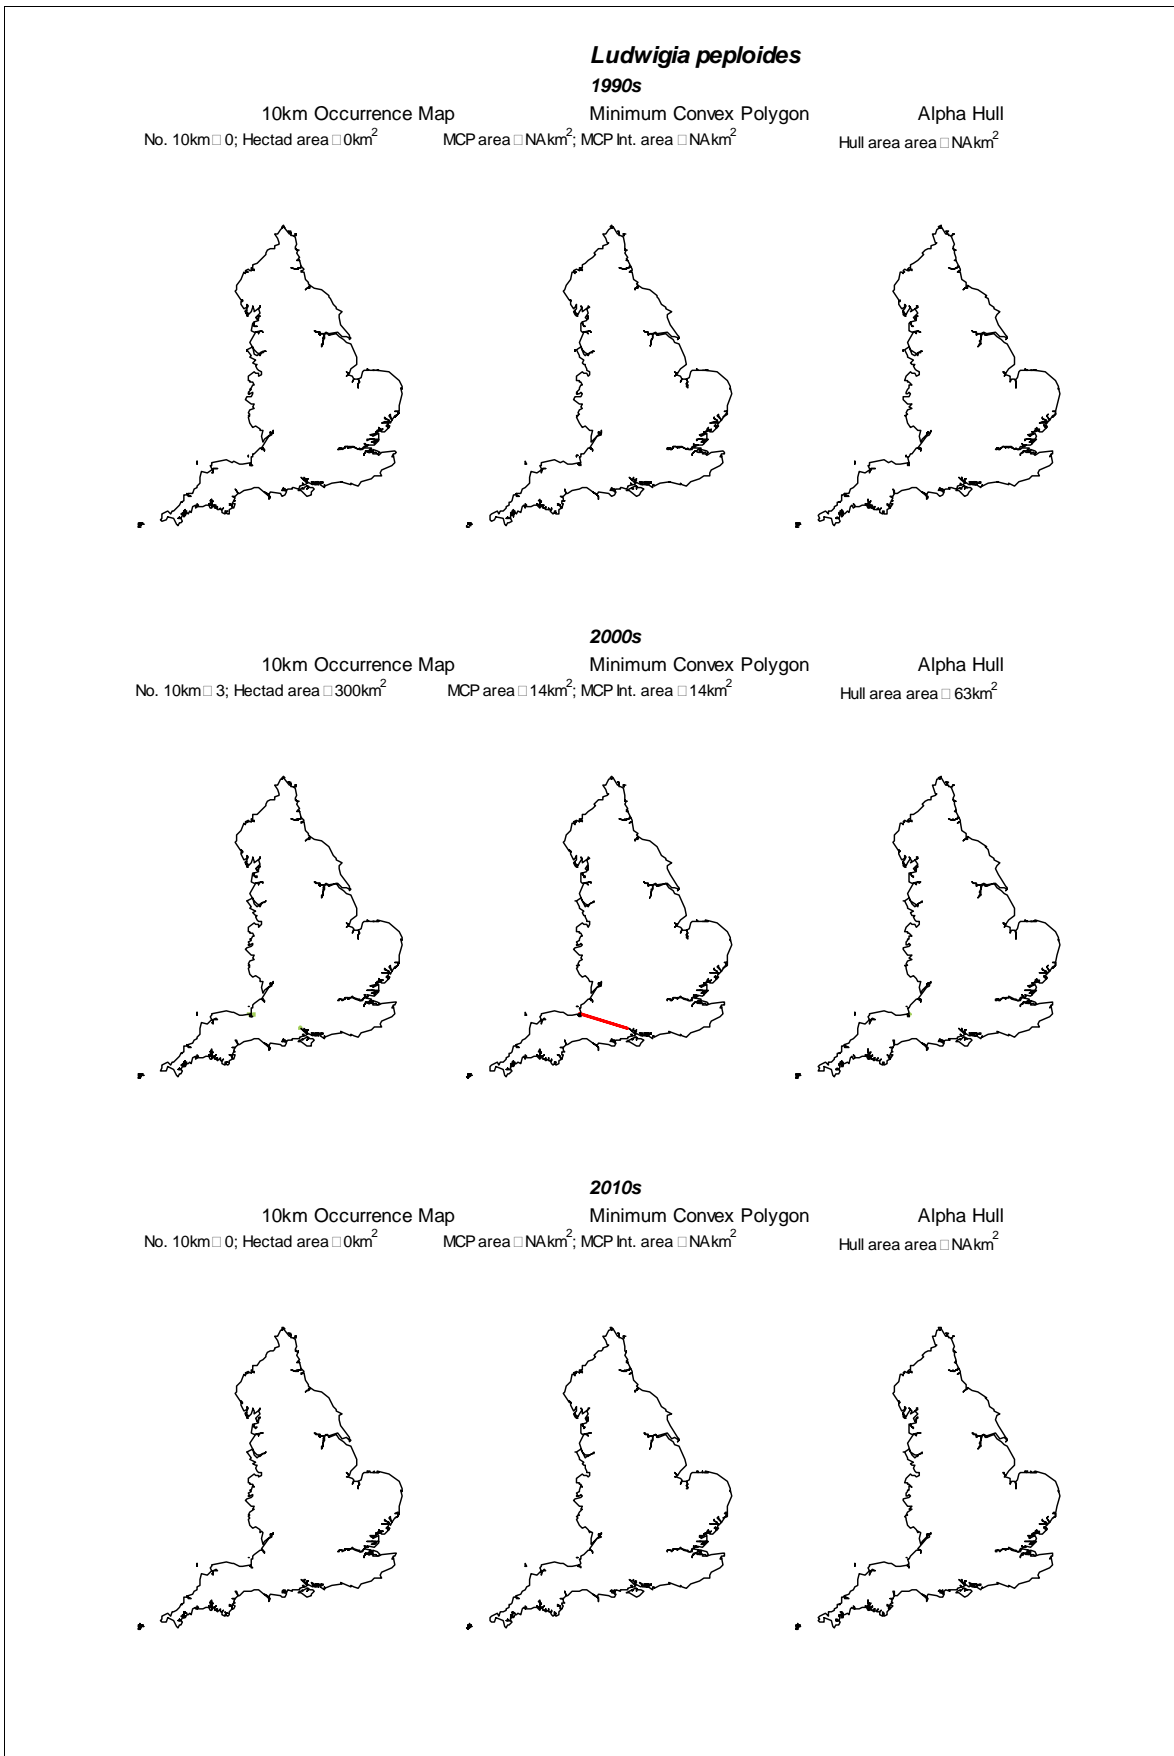 Ludwigia peploides
1990s
10km Occurrence Map Minimum Convex Polygon Alpha Hull
No. 10km□ 0; Hectad area □ 0km² MCP area □ NAkm²; MCP Int. area □ NAkm² Hull area area □ NAkm²
2000s
10km Occurrence Map Minimum Convex Polygon Alpha Hull
No. 10km□ 3; Hectad area □ 300km² MCP area □ 14km²; MCP Int. area □ 14km² Hull area area □ 63km²
2010s
10km Occurrence Map Minimum Convex Polygon Alpha Hull
No. 10km□ 0; Hectad area □ 0km² MCP area □ NAkm²; MCP Int. area □ NAkm² Hull area area □ NAkm²